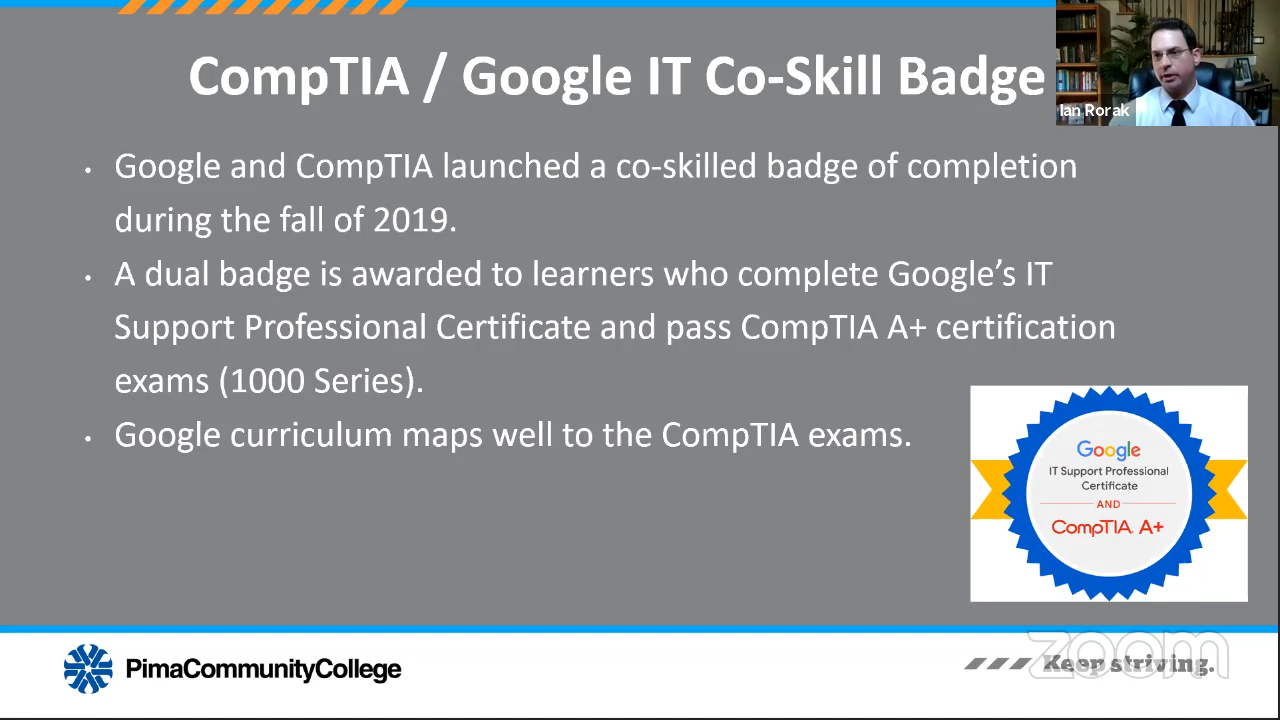 CompTIA / Google IT Co-Skill Badge
Ian Rorak
• Google and CompTIA launched a co-skilled badge of completion
during the fall of 2019.
• A dual badge is awarded to learners who complete Google’s IT
Support Professional Certificate and pass CompTIA A+ certification
exams (1000 Series).
• Google curriculum maps well to the CompTIA exams.
Google
IT Support Professional
Certificate
AND
CompTIA. A+
PimaCommunityCollege
Keep striving.
zoom